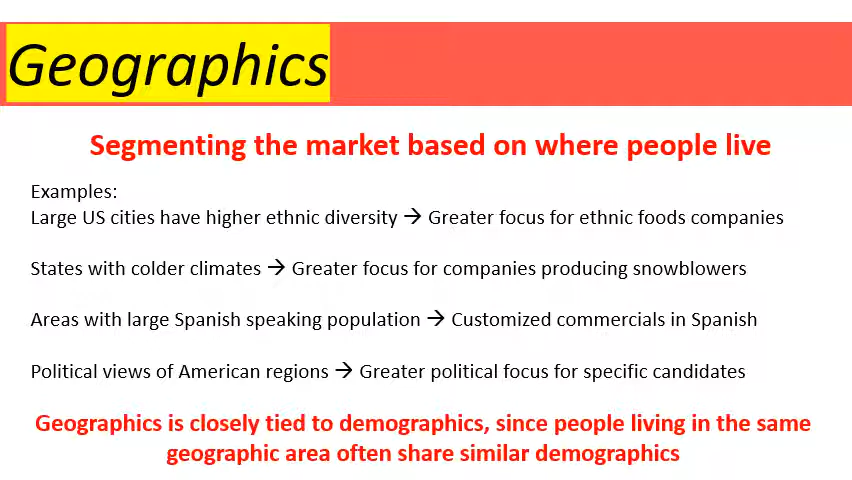 Geographics
Segmenting the market based on where people live
Examples:
Large US cities have higher ethnic diversity → Greater focus for ethnic foods companies
States with colder climates → Greater focus for companies producing snowblowers
Areas with large Spanish speaking population → Customized commercials in Spanish
Political views of American regions → Greater political focus for specific candidates
Geographics is closely tied to demographics, since people living in the same
geographic area often share similar demographics